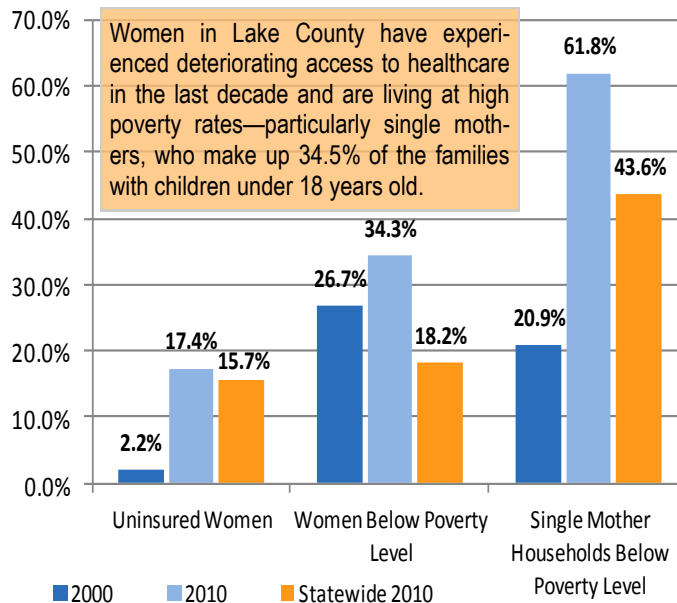 Women in Lake County have experi-
enced deteriorating access to healthcare
in the last decade and are living at high
poverty rates—particularly single moth-
ers, who make up 34.5% of the families
with children under 18 years old.
70.0%
60.0%
50.0%
40.0%
30.0%
20.0%
10.0%
0.0%
2.2%
17.4%
15.7%
26.7%
34.3%
18.2%
20.9%
61.8%
43.6%
Uninsured Women
Women Below Poverty
Level
Single Mother
Households Below
Poverty Level
2000
2010
Statewide 2010